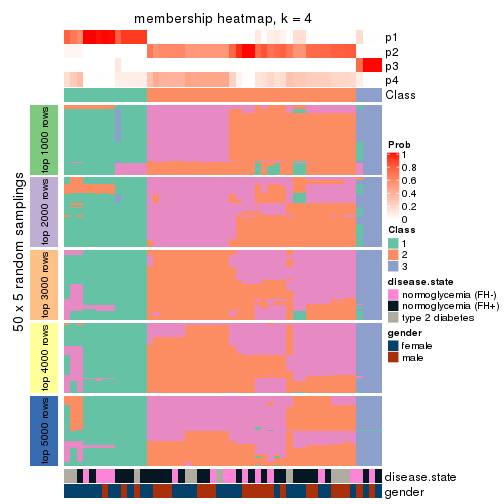 membership heatmap, k = 4
p1
p2
p3
p4
Class
50 x 5 random samplings
top 1000 rows
top 2000 rows
top 3000 rows
top 4000 rows
top 5000 rows
Prob
1
0.8
0.6
0.4
0.2
0
Class
1
2
3
disease.state
normoglycemia (FH-)
normoglycemia (FH+)
type 2 diabetes
gender
female
male
disease.state
gender